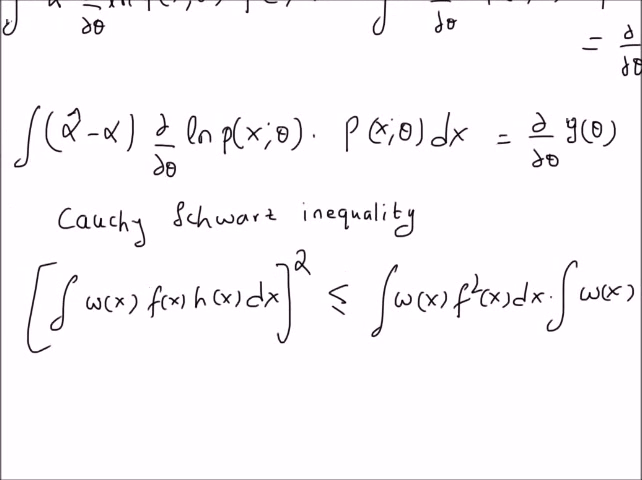 ∂θ ∂θ
= ∂/∂θ
∫(α̂-α) ∂/∂θ ln p(x;θ) · p(x;θ) dx = ∂/∂θ g(θ)
Cauchy Schwarz inequality
[∫ w(x) f(x) h(x) dx]² ≤ ∫ w(x) f²(x) dx · ∫ w(x)